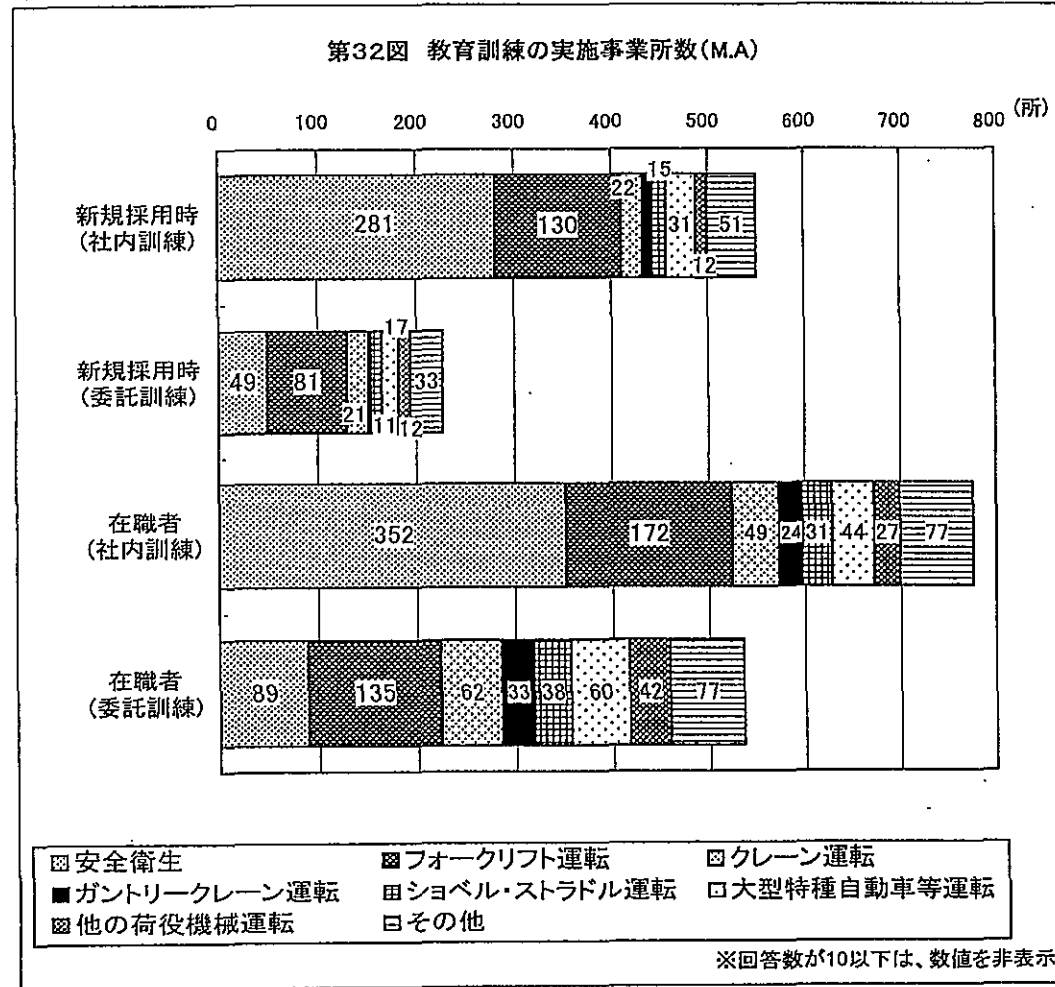 第32図 教育訓練の実施事業所数(M.A)
0 100 200 300 400 500 600 700 800 (所)
新規採用時
(社内訓練)
281 130 22 15 31 12 51
新規採用時
(委託訓練)
49 81 21 11 17 12 33
在職者
(社内訓練)
352 172 49 24 31 44 27 77
在職者
(委託訓練)
89 135 62 33 38 60 42 77
安全衛生 フォークリフト運転 クレーン運転
ガントリークレーン運転 ショベル・ストラドル運転 大型特種自動車等運転
他の荷役機械運転 その他
※回答数が10以下は、数値を非表示